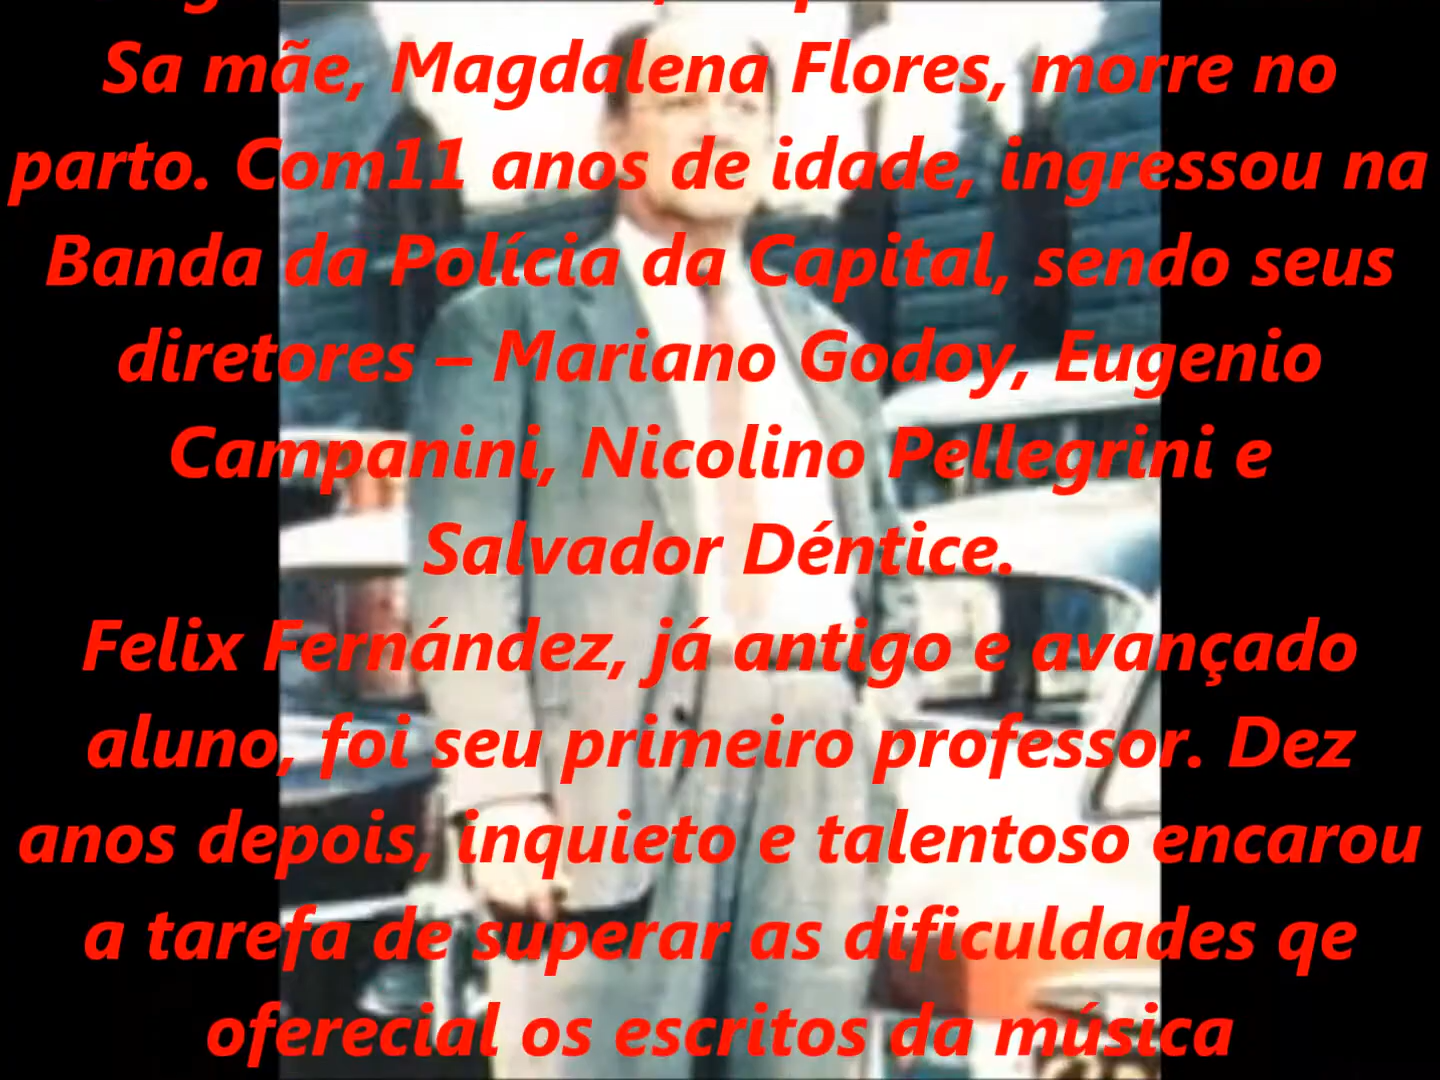 Sa mãe, Magdalena Flores, morre no
parto. Com11 anos de idade, ingressou na
Banda da Polícia da Capital, sendo seus
diretores – Mariano Godoy, Eugenio
Campanini, Nicolino Pellegrini e
Salvador Déntice.
Felix Fernández, já antigo e avançado
aluno, foi seu primeiro professor. Dez
anos depois, inquieto e talentoso encarou
a tarefa de superar as dificuldades qe
oferecial os escritos da música